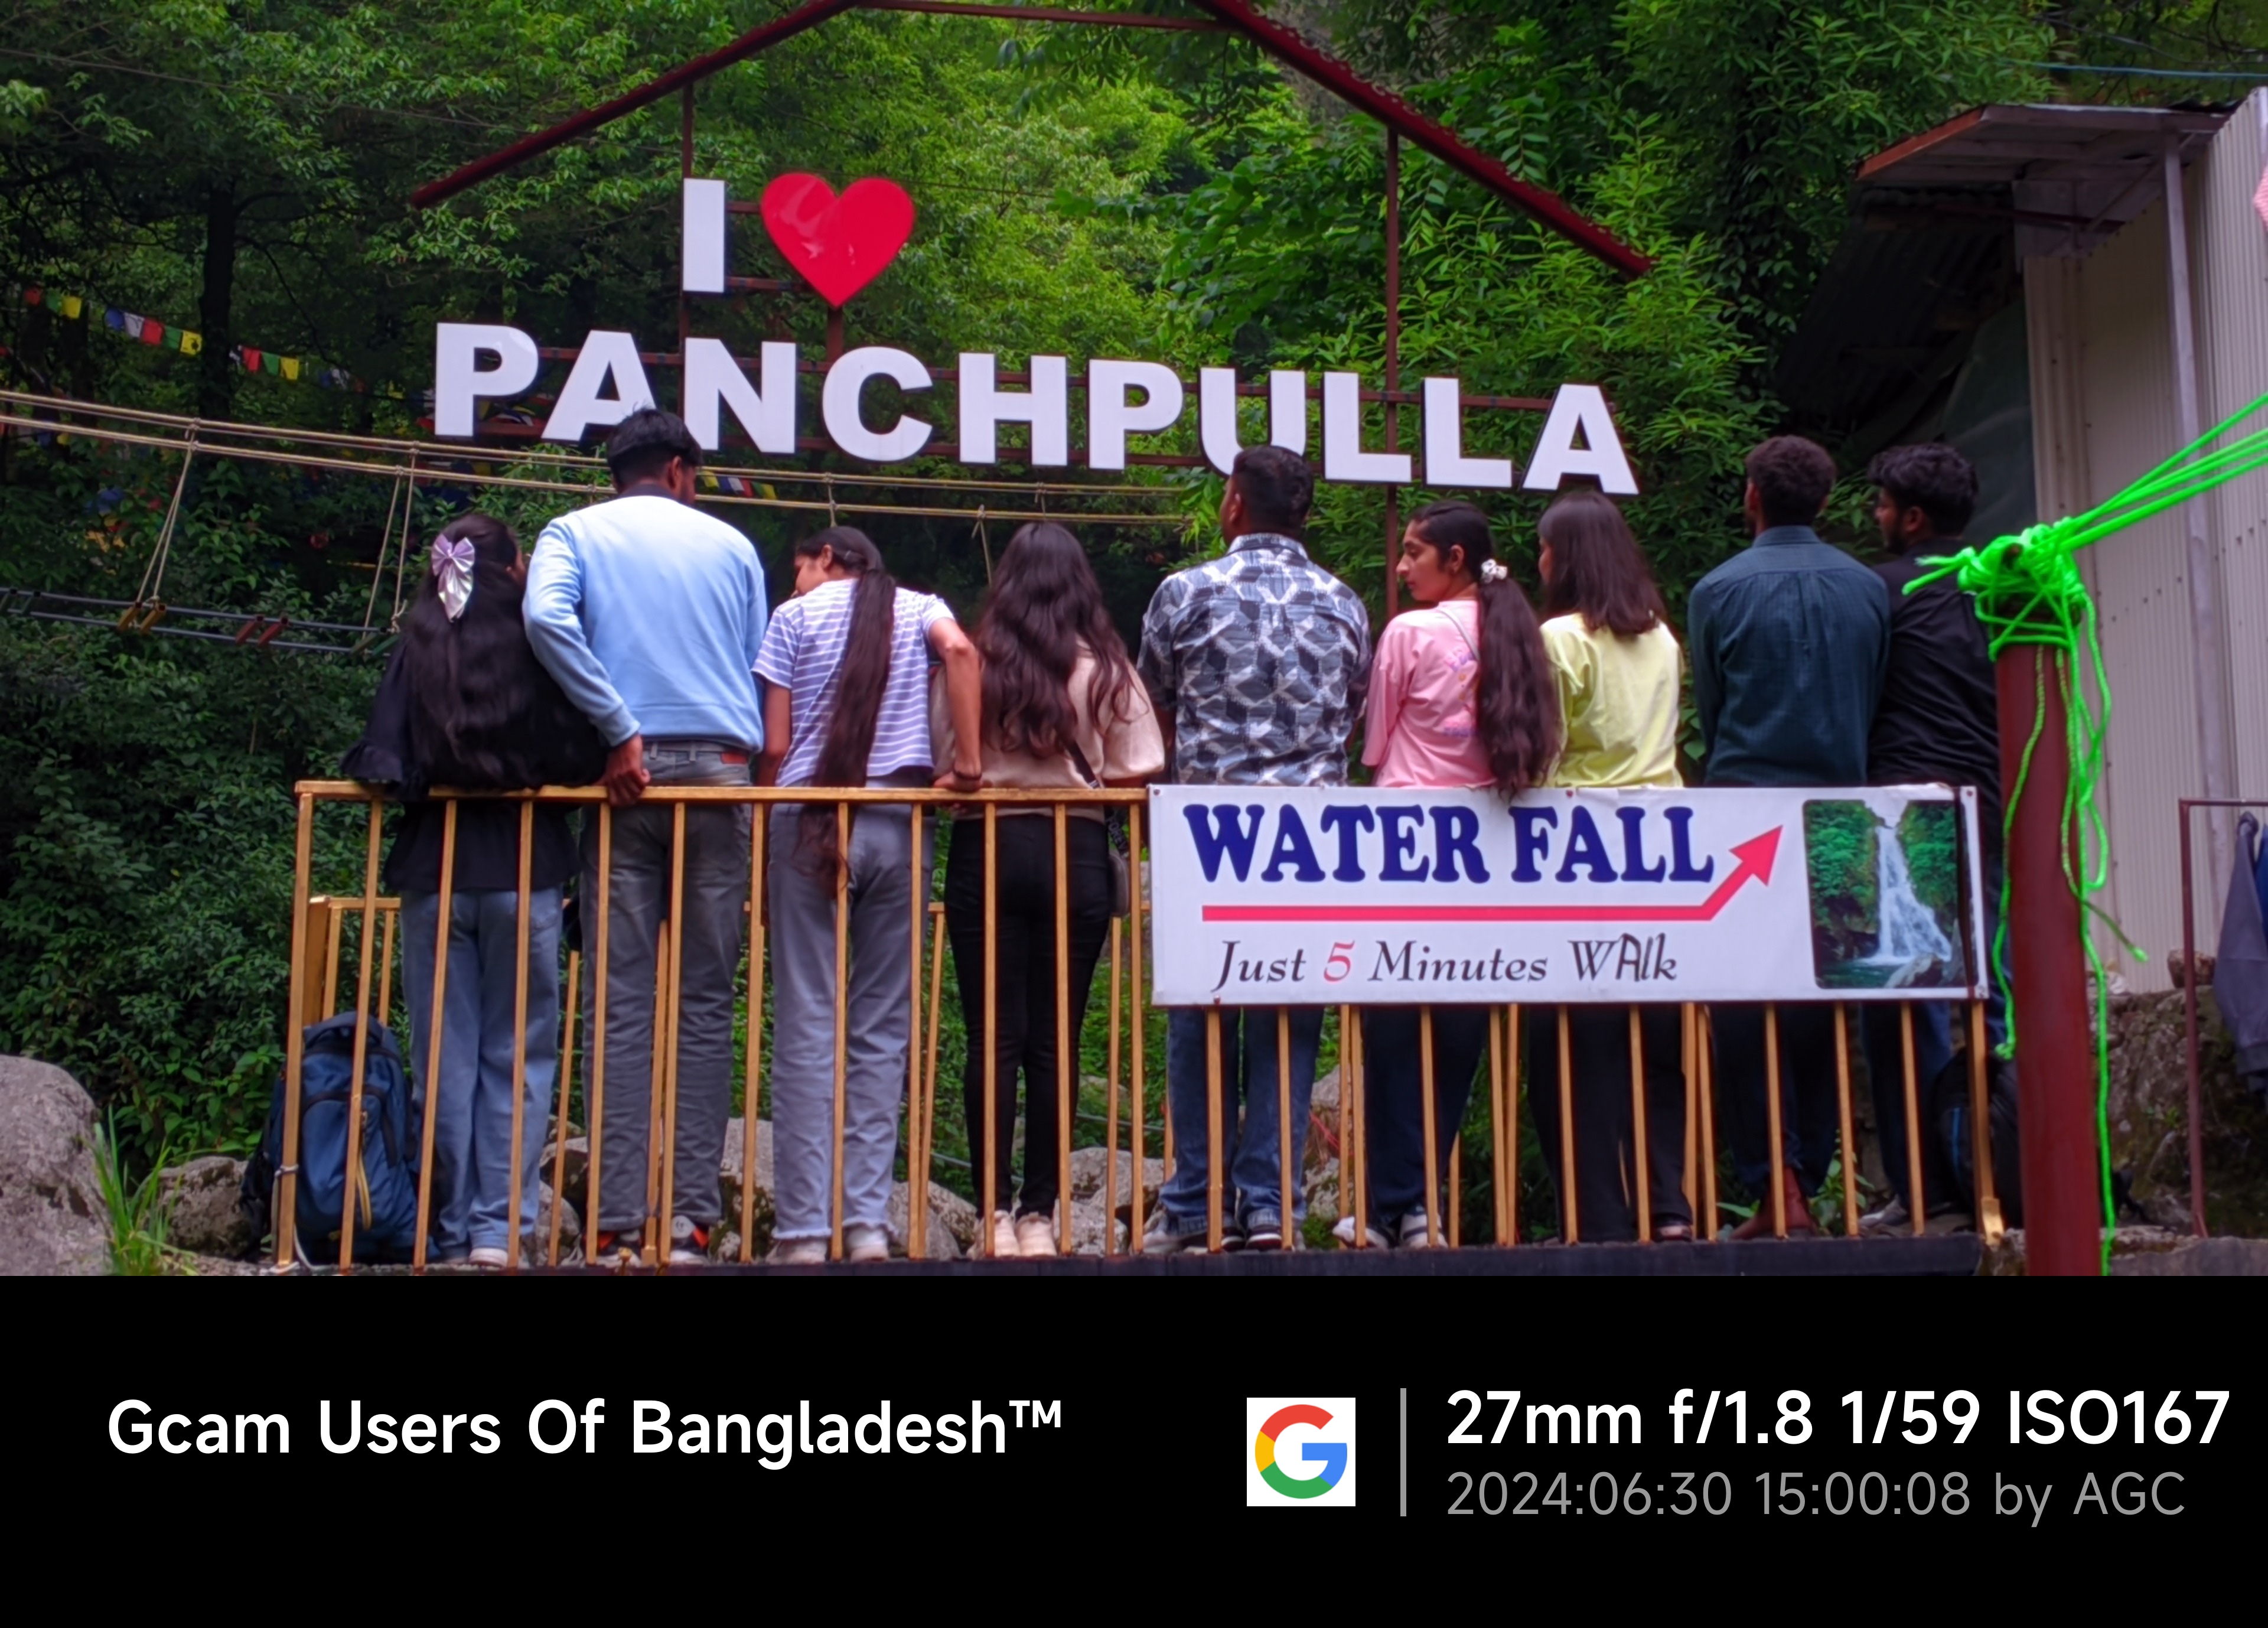 I ❤
PANCHPULLA
WATER FALL
Just 5 Minutes WAlk
Gcam Users Of Bangladesh™
G
27mm f/1.8 1/59 ISO167
2024:06:30 15:00:08 by AGC